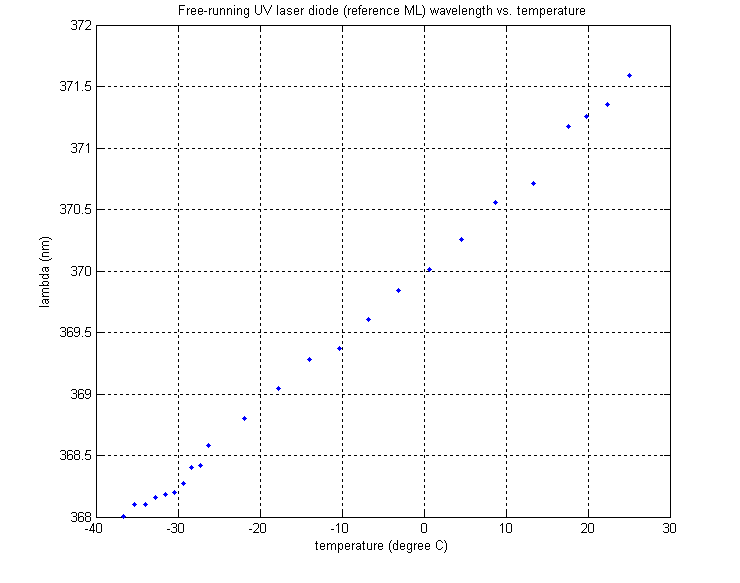 Free-running UV laser diode (reference ML) wavelength vs. temperature
372
371.5
371
370.5
370
369.5
369
368.5
368
lambda (nm)
-40 -30 -20 -10 0 10 20 30
temperature (degree C)